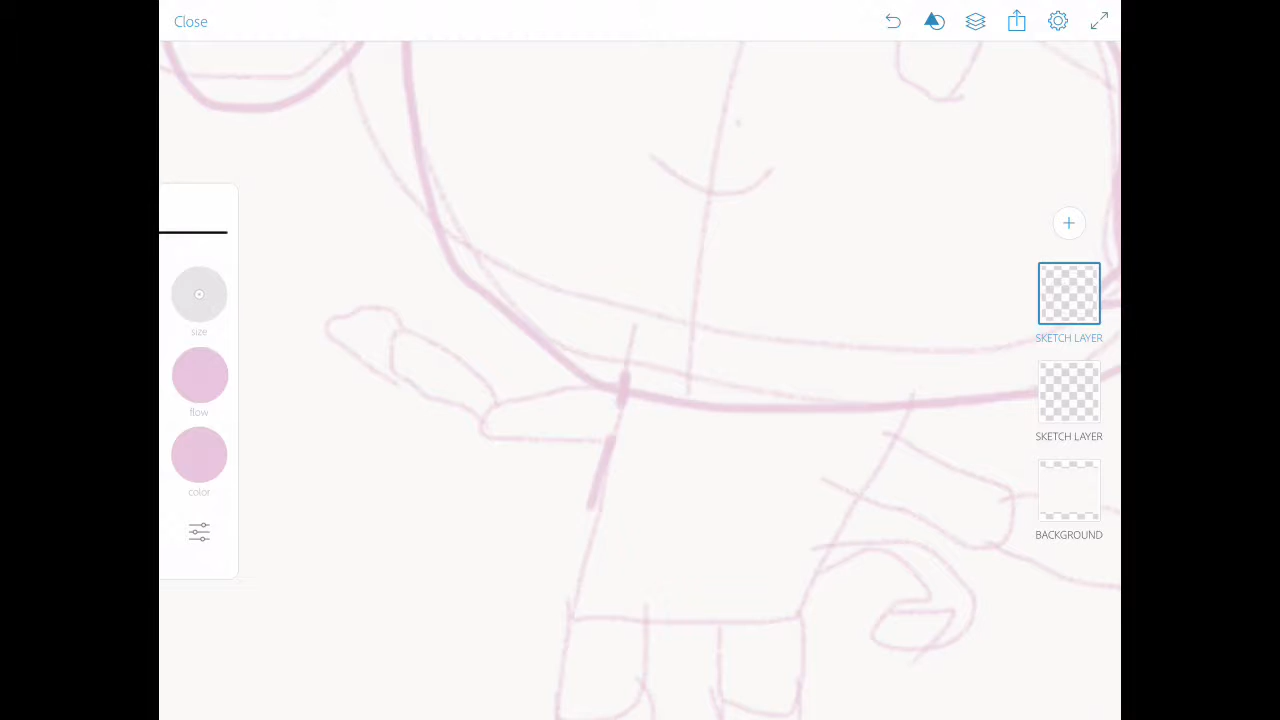 Close
size
flow
color
SKETCH LAYER
SKETCH LAYER
BACKGROUND